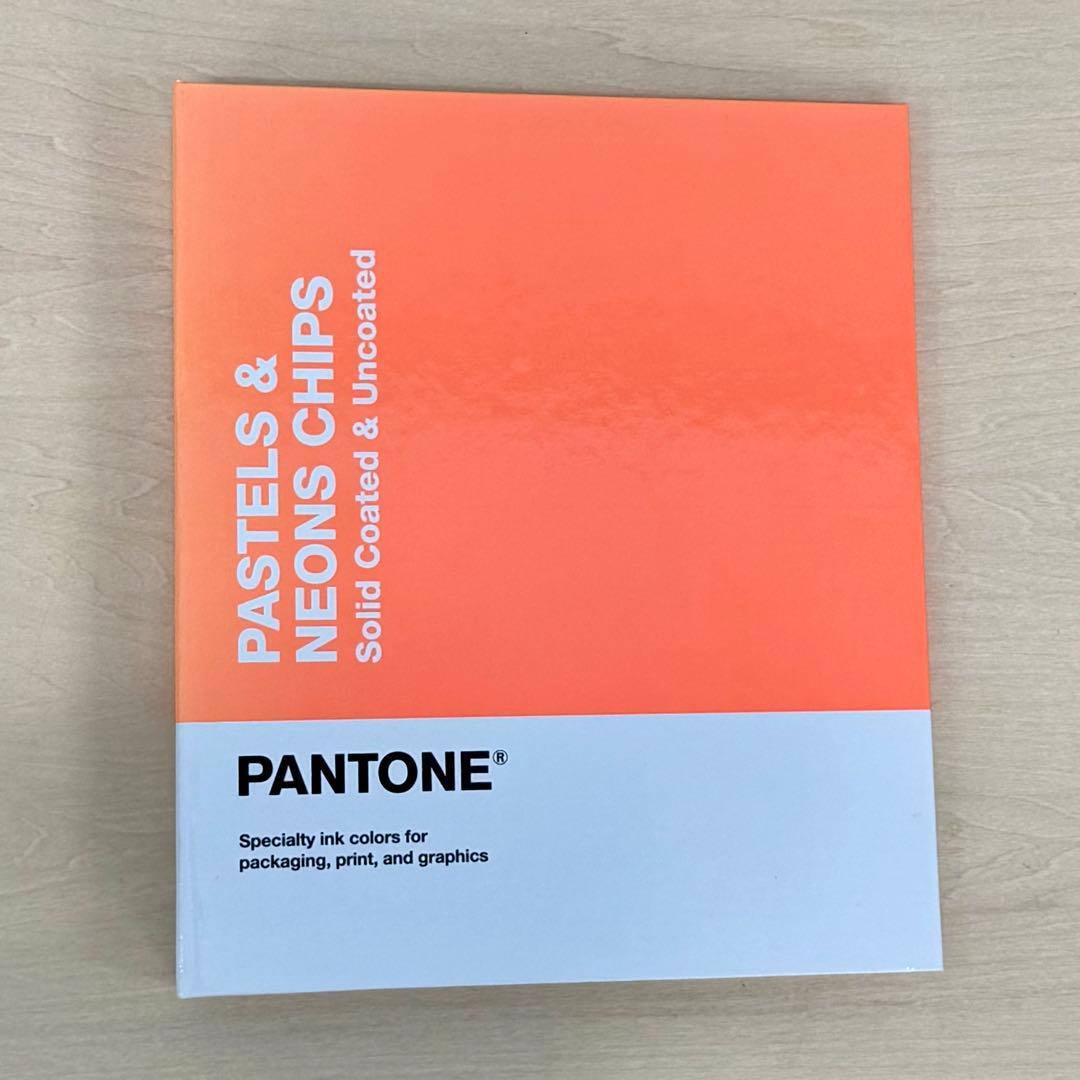 PASTELS &
NEONS CHIPS
Solid Coated & Uncoated
PANTONE®
Specialty ink colors for
packaging, print, and graphics